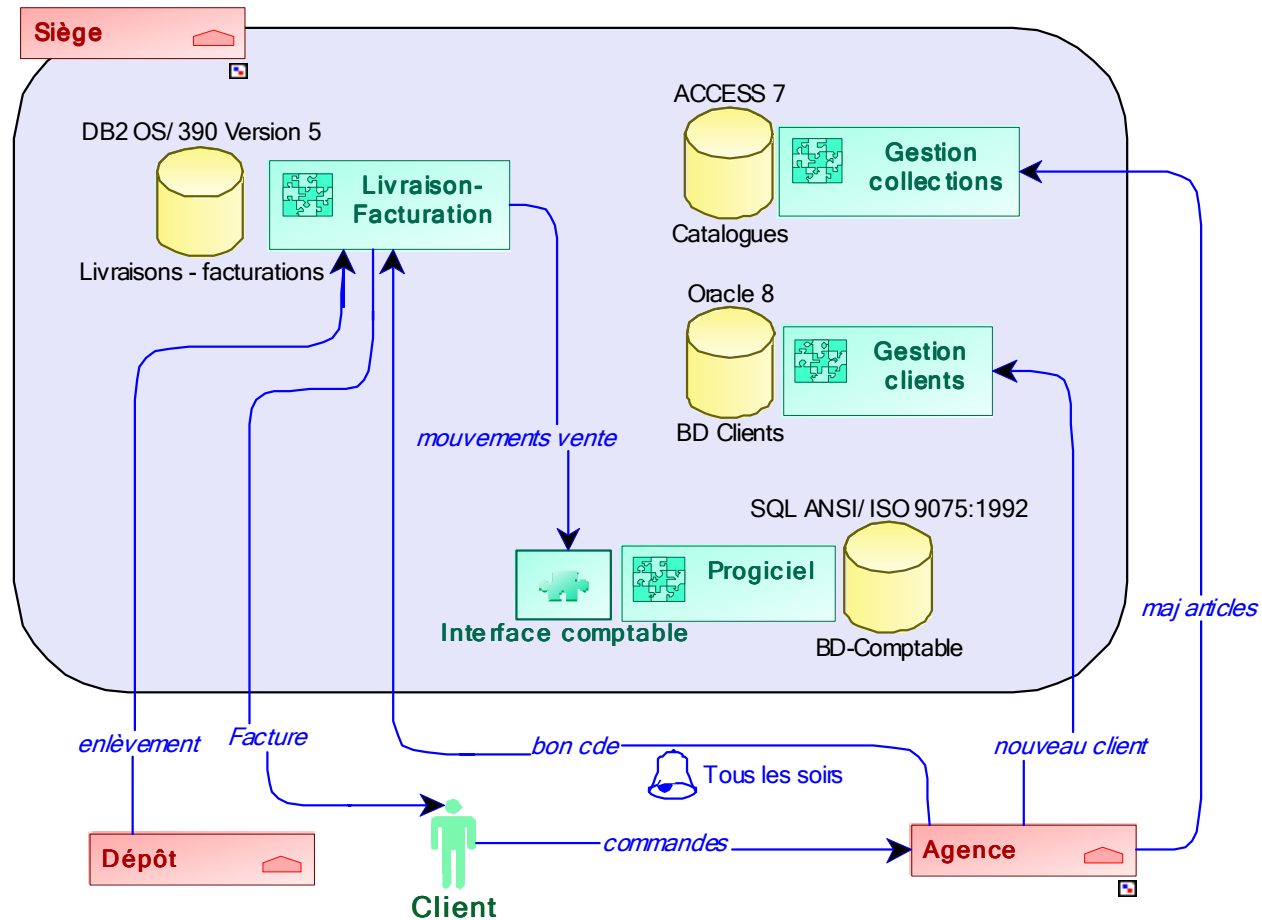 Siège
DB2 OS/ 390 Version 5
Livraison-
Facturation
Livraisons - facturations
ACCESS 7
Gestion
collections
Catalogues
Oracle 8
Gestion
clients
BD Clients
mouvements vente
SQL ANSI/ ISO 9075:1992
Progiciel
Interface comptable
BD-Comptable
maj articles
enlèvement
Facture
bon cde
nouveau client
Tous les soirs
Dépôt
commandes
Agence
Client